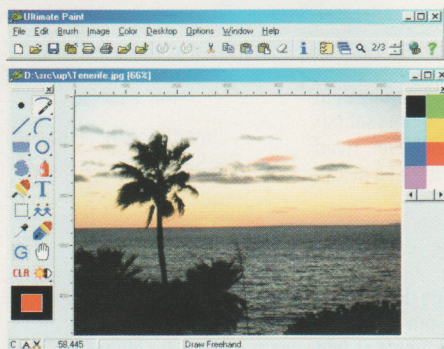 Ultimate Paint
File Edit Brush Image Color Desktop Options Window Help
2/3
D:\src\up\Tenerife.jpg [66%]
T
G
CLR
C A X 58,445 Draw Freehand